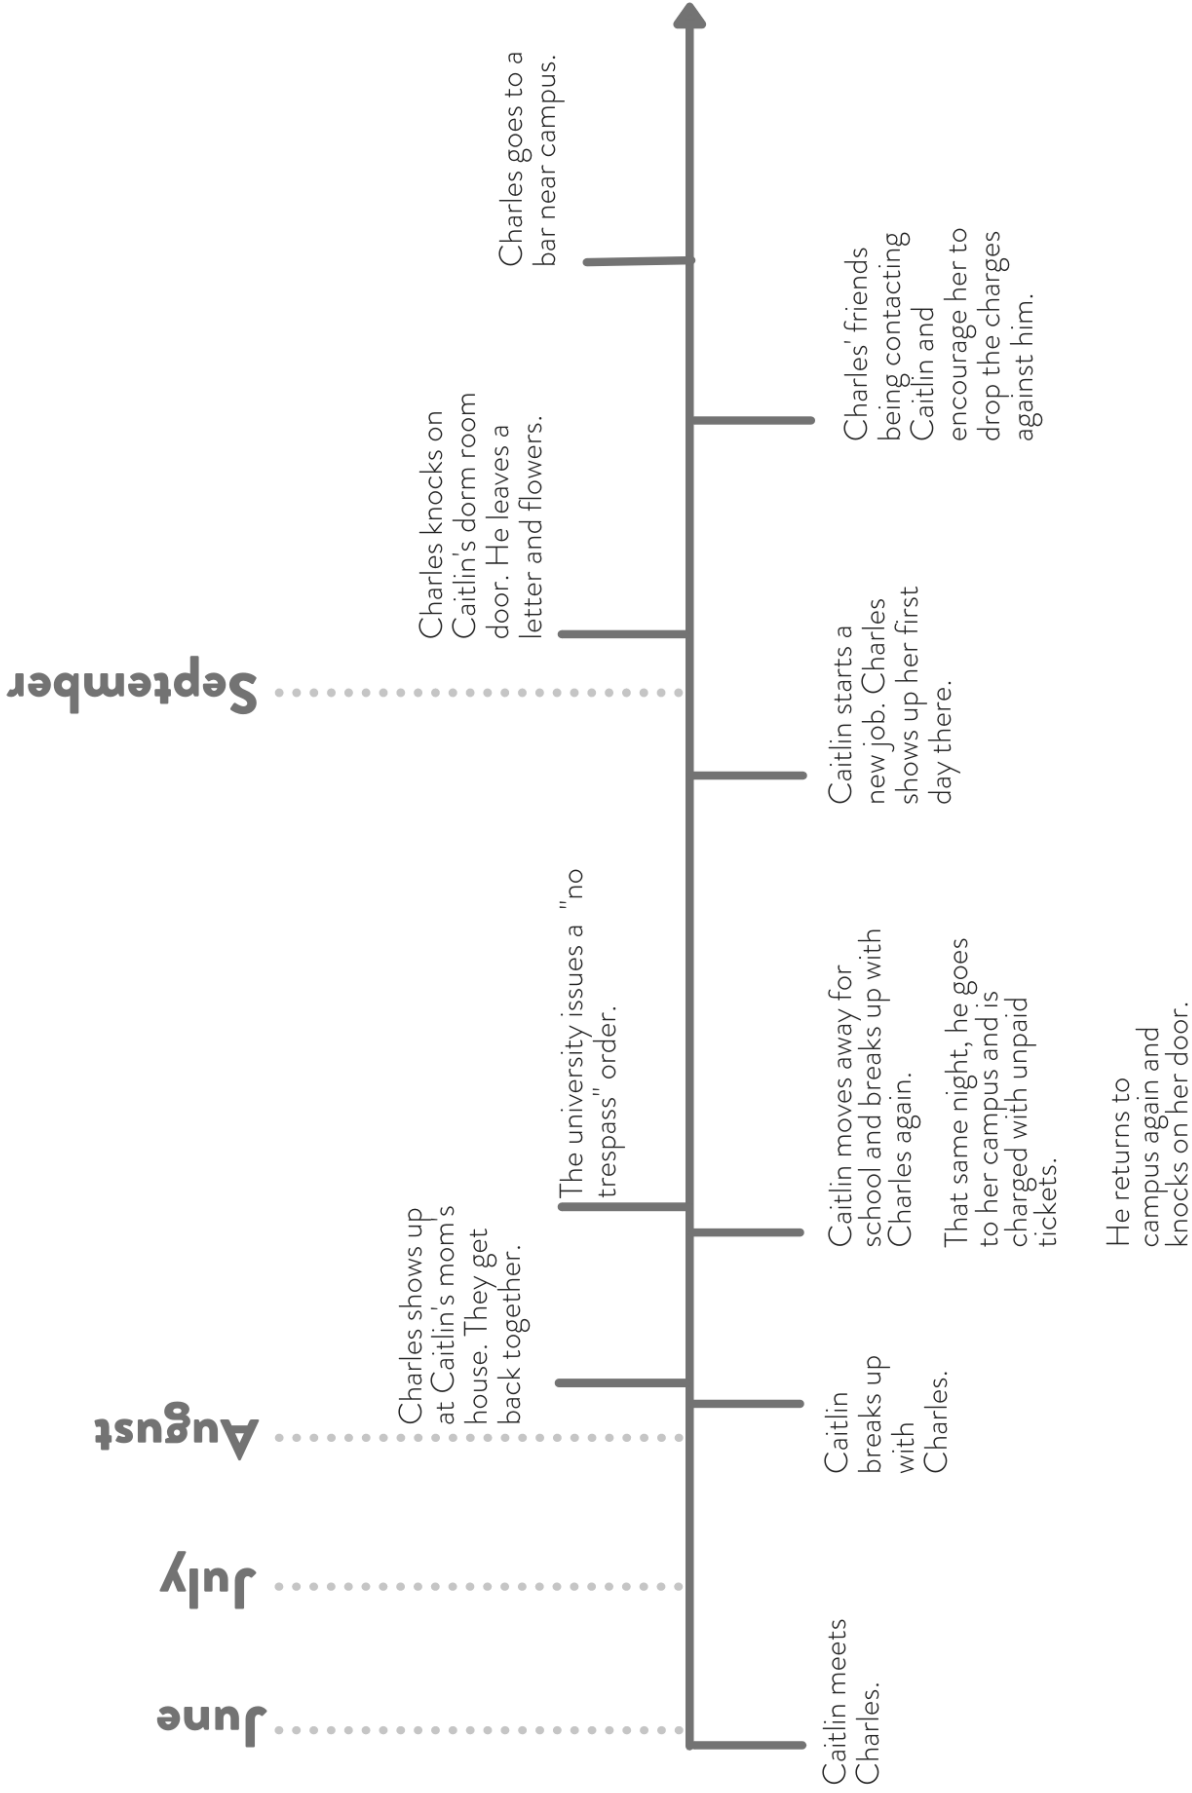 June
July
August
September
Caitlin meets
Charles.
Caitlin
breaks up
with
Charles.
Charles shows up
at Caitlin's mom's
house. They get
back together.
Caitlin moves away for
school and breaks up with
Charles again.
That same night, he goes
to her campus and is
charged with unpaid
tickets.
He returns to
campus again and
knocks on her door.
The university issues a "no
trespass" order.
Caitlin starts a
new job. Charles
shows up her first
day there.
Charles knocks on
Caitlin's dorm room
door. He leaves a
letter and flowers.
Charles' friends
being contacting
Caitlin and
encourage her to
drop the charges
against him.
Charles goes to a
bar near campus.